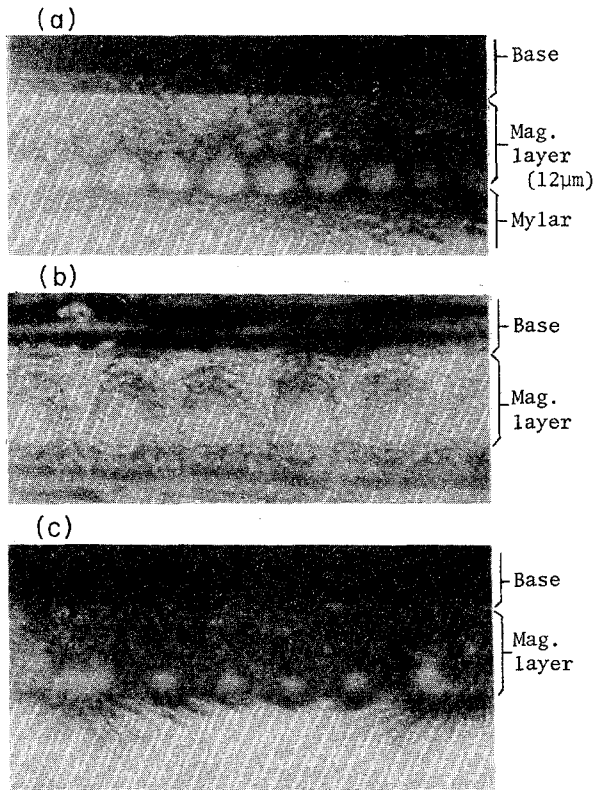 (a)
Base
Mag.
layer
(12μm)
Mylar
(b)
Base
Mag.
layer
(c)
Base
Mag.
layer